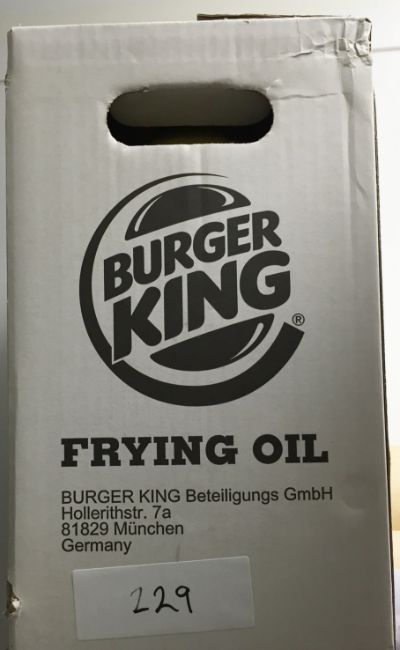 BURGER
KING®
FRYING OIL
BURGER KING Beteiligungs GmbH
Hollerithstr. 7a
81829 München
Germany
229